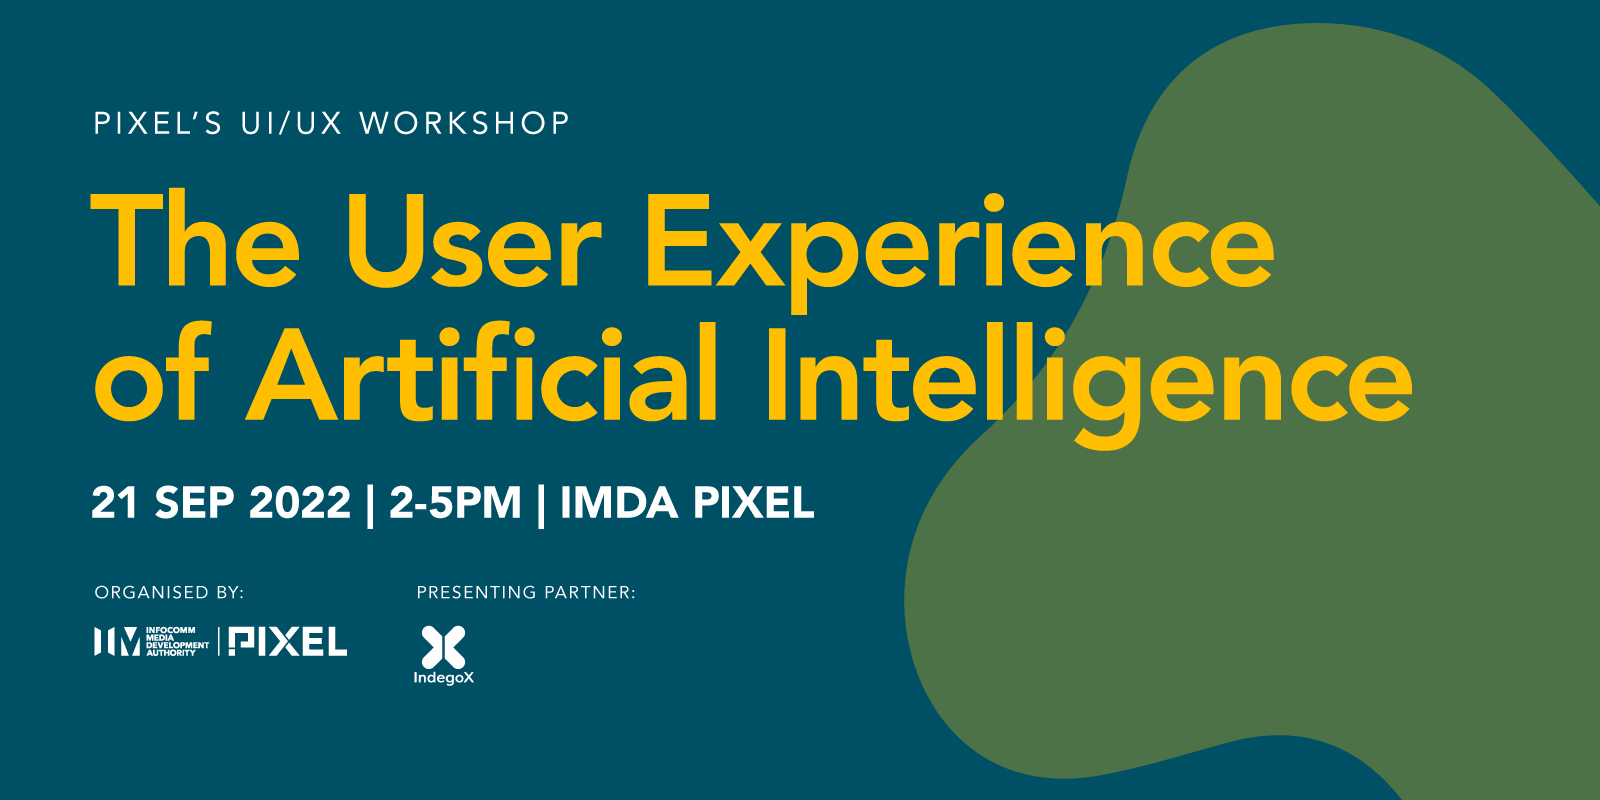 PIXEL’S UI/UX WORKSHOP
The User Experience
of Artificial Intelligence
21 SEP 2022 | 2-5PM | IMDA PIXEL
ORGANISED BY:
PRESENTING PARTNER:
INFOCOMM
MEDIA
DEVELOPMENT
AUTHORITY
PIXEL
IndegoX